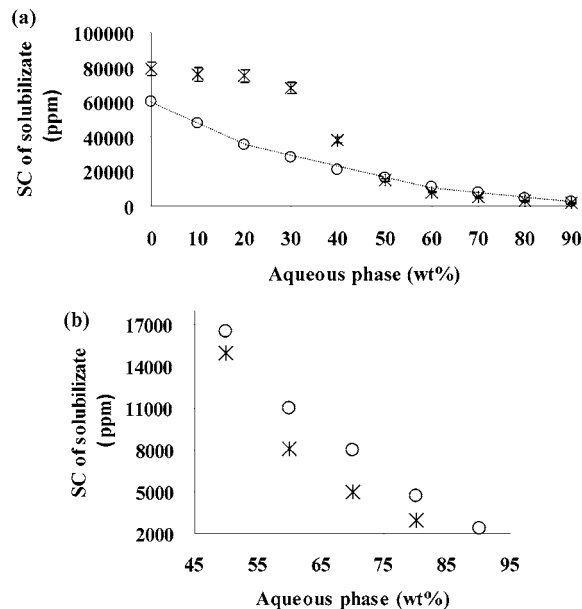 (a)
100000
80000
60000
40000
20000
0
SC of solubilizate
(ppm)
0 10 20 30 40 50 60 70 80 90
Aqueous phase (wt%)
(b)
17000
14000
11000
8000
5000
2000
SC of solubilizate
(ppm)
45 55 65 75 85 95
Aqueous phase (wt%)